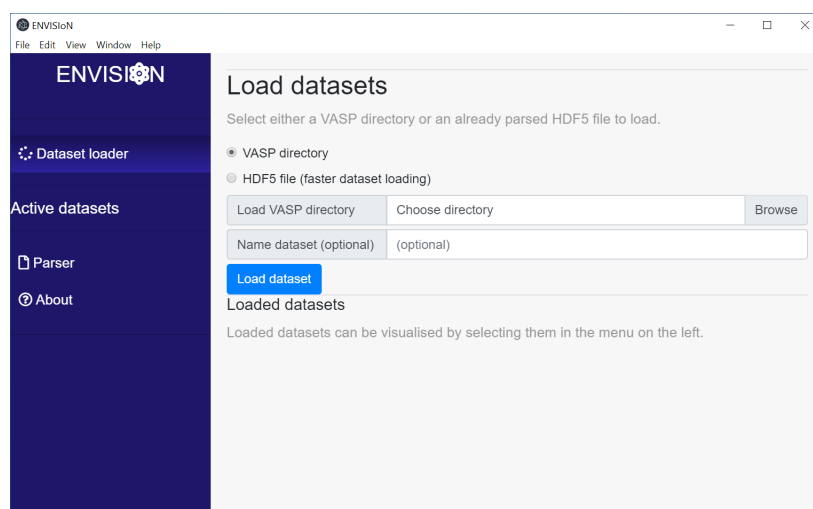 ENVISIoN
File Edit View Window Help
ENVISION
Load datasets
Select either a VASP directory or an already parsed HDF5 file to load.
Dataset loader
VASP directory
HDF5 file (faster dataset loading)
Active datasets
Load VASP directory Choose directory Browse
Name dataset (optional) (optional)
Parser
Load dataset
About
Loaded datasets
Loaded datasets can be visualised by selecting them in the menu on the left.